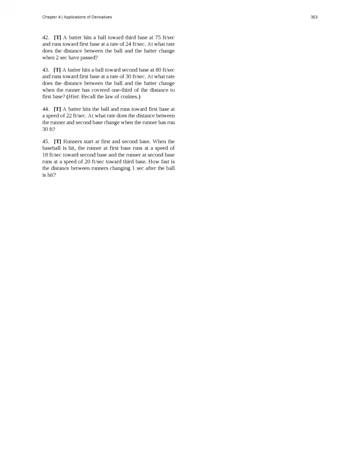 Chapter 4 | Applications of Derivatives 353
42. [T] A batter hits a ball toward third base at 75 ft/sec
and runs toward first base at a rate of 24 ft/sec. At what rate
does the distance between the ball and the batter change
when 2 sec have passed?
43. [T] A batter hits a ball toward second base at 80 ft/sec
and runs toward first base at a rate of 30 ft/sec. At what rate
does the distance between the ball and the batter change
when the runner has covered one-third of the distance to
first base? (Hint: Recall the law of cosines.)
44. [T] A batter hits the ball and runs toward first base at
a speed of 22 ft/sec. At what rate does the distance between
the runner and second base change when the runner has run
30 ft?
45. [T] Runners start at first and second base. When the
baseball is hit, the runner at first base runs at a speed of
18 ft/sec toward second base and the runner at second base
runs at a speed of 20 ft/sec toward third base. How fast is
the distance between runners changing 1 sec after the ball
is hit?